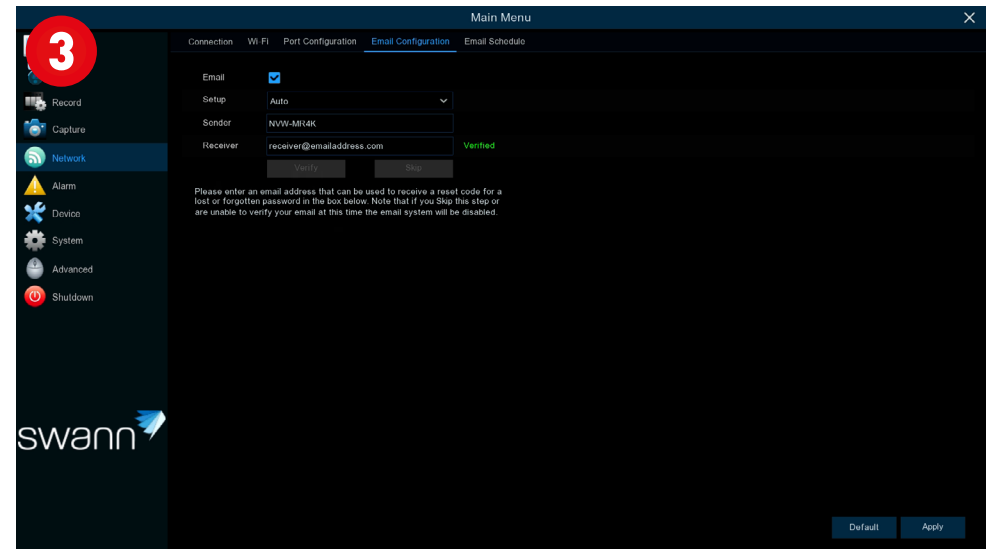 Main Menu
3
Connection Wi-Fi Port Configuration Email Configuration Email Schedule
Email
Setup Auto
Sender NVW-MR4K
Receiver receiver@emailaddress.com Verified
Verify Skip
Please enter an email address that can be used to receive a reset code for a
lost or forgotten password in the box below. Note that if you Skip this step or
are unable to verify your email at this time the email system will be disabled.
Record
Capture
Network
Alarm
Device
System
Advanced
Shutdown
swann
Default Apply